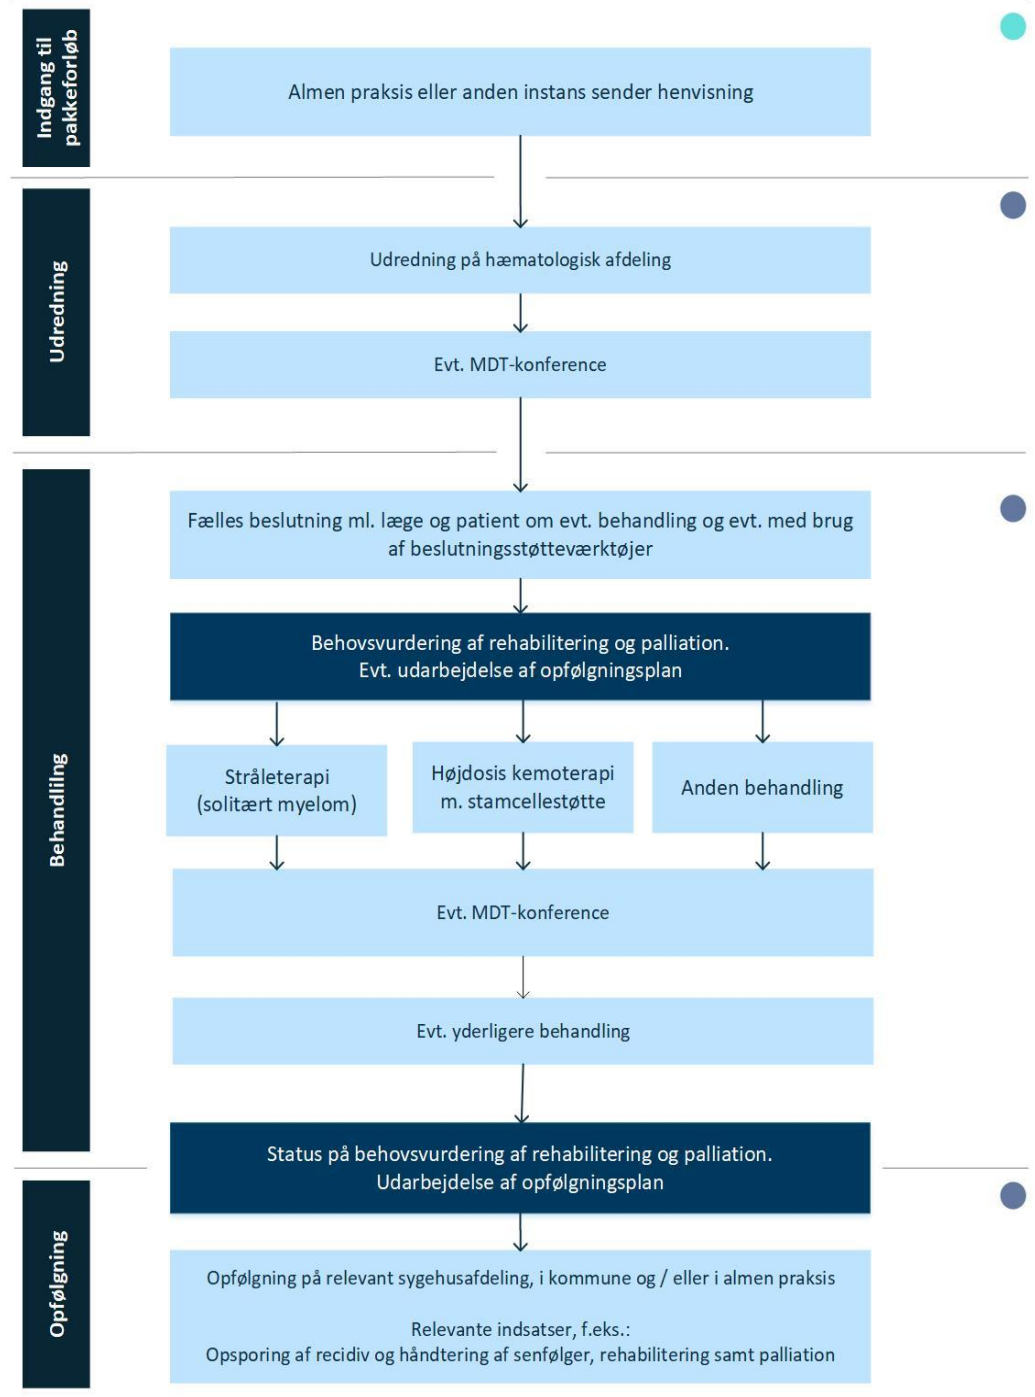 Indgang til
pakkeforløb
Almen praksis eller anden instans sender henvisning
Udredning
Udredning på hæmatologisk afdeling
Evt. MDT-konference
Behandliing
Fælles beslutning ml. læge og patient om evt. behandling og evt. med brug
af beslutningsstøtteværktøjer
Behovsvurdering af rehabilitering og palliation.
Evt. udarbejdelse af opfølgningsplan
Stråleterapi
(solitært myelom)
Højdosis kemoterapi
m. stamcellestøtte
Anden behandling
Evt. MDT-konference
Evt. yderligere behandling
Status på behovsvurdering af rehabilitering og palliation.
Udarbejdelse af opfølgningsplan
Opfølgning
Opfølgning på relevant sygehusafdeling, i kommune og / eller i almen praksis
Relevante indsatser, f.eks.:
Opsporing af recidiv og håndtering af senfølger, rehabilitering samt palliation